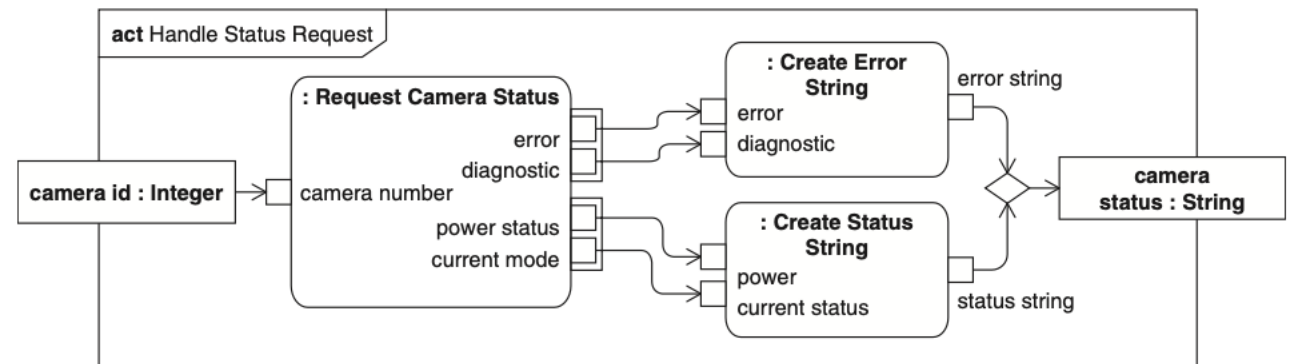 act Handle Status Request
: Request Camera Status
error
diagnostic
camera number
power status
current mode
camera id : Integer
: Create Error
String
error
diagnostic
error string
: Create Status
String
power
current status
status string
camera
status : String